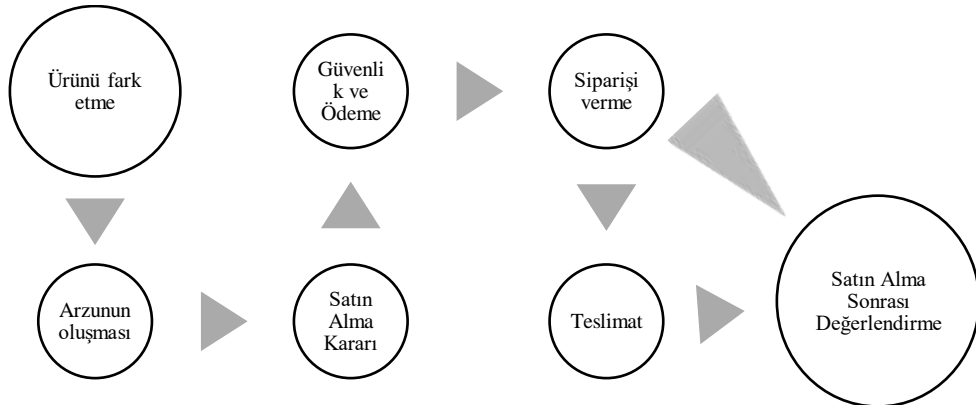 Ürünü fark
etme
Arzunun
oluşması
Satın
Alma
Kararı
Güvenli
k ve
Ödeme
Siparişi
verme
Teslimat
Satın Alma
Sonrası
Değerlendirme